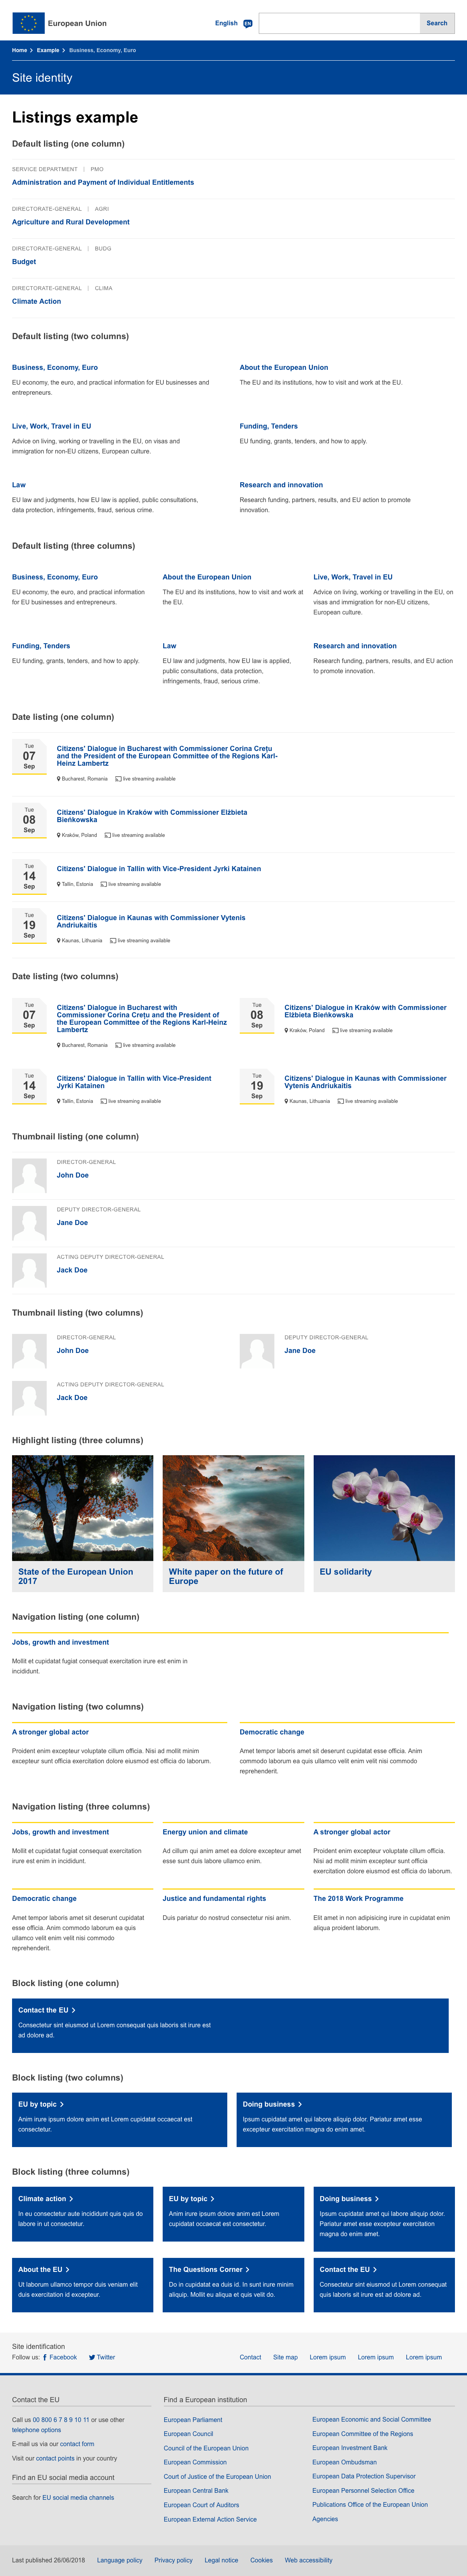 European Union
English EN Search
Home Example Business, Economy, Euro
Site identity
Listings example
Default listing (one column)
SERVICE DEPARTMENT | PMO
Administration and Payment of Individual Entitlements
DIRECTORATE-GENERAL | AGRI
Agriculture and Rural Development
DIRECTORATE-GENERAL | BUDG
Budget
DIRECTORATE-GENERAL | CLIMA
Climate Action
Default listing (two columns)
Business, Economy, Euro
EU economy, the euro, and practical information for EU businesses and
entrepreneurs.
About the European Union
The EU and its institutions, how to visit and work at the EU.
Live, Work, Travel in EU
Advice on living, working or travelling in the EU, on visas and
immigration for non-EU citizens, European culture.
Funding, Tenders
EU funding, grants, tenders, and how to apply.
Law
EU law and judgments, how EU law is applied, public consultations,
data protection, infringements, fraud, serious crime.
Research and innovation
Research funding, partners, results, and EU action to promote
innovation.
Default listing (three columns)
Business, Economy, Euro
EU economy, the euro, and practical information
for EU businesses and entrepreneurs.
About the European Union
The EU and its institutions, how to visit and work at
the EU.
Live, Work, Travel in EU
Advice on living, working or travelling in the EU, on
visas and immigration for non-EU citizens,
European culture.
Funding, Tenders
EU funding, grants, tenders, and how to apply.
Law
EU law and judgments, how EU law is applied,
public consultations, data protection,
infringements, fraud, serious crime.
Research and innovation
Research funding, partners, results, and EU action
to promote innovation.
Date listing (one column)
Tue
07
Sep
Citizens' Dialogue in Bucharest with Commissioner Corina Crețu
and the President of the European Committee of the Regions Karl-
Heinz Lambertz
Bucharest, Romania live streaming available
Tue
08
Sep
Citizens' Dialogue in Kraków with Commissioner Elżbieta
Bieńkowska
Kraków, Poland live streaming available
Tue
14
Sep
Citizens' Dialogue in Tallin with Vice-President Jyrki Katainen
Tallin, Estonia live streaming available
Tue
19
Sep
Citizens' Dialogue in Kaunas with Commissioner Vytenis
Andriukaitis
Kaunas, Lithuania live streaming available
Date listing (two columns)
Tue
07
Sep
Citizens' Dialogue in Bucharest with
Commissioner Corina Crețu and the President of
the European Committee of the Regions Karl-Heinz
Lambertz
Bucharest, Romania live streaming available
Tue
08
Sep
Citizens' Dialogue in Kraków with Commissioner
Elżbieta Bieńkowska
Kraków, Poland live streaming available
Tue
14
Sep
Citizens' Dialogue in Tallin with Vice-President
Jyrki Katainen
Tallin, Estonia live streaming available
Tue
19
Sep
Citizens' Dialogue in Kaunas with Commissioner
Vytenis Andriukaitis
Kaunas, Lithuania live streaming available
Thumbnail listing (one column)
DIRECTOR-GENERAL
John Doe
DEPUTY DIRECTOR-GENERAL
Jane Doe
ACTING DEPUTY DIRECTOR-GENERAL
Jack Doe
Thumbnail listing (two columns)
DIRECTOR-GENERAL
John Doe
DEPUTY DIRECTOR-GENERAL
Jane Doe
ACTING DEPUTY DIRECTOR-GENERAL
Jack Doe
Highlight listing (three columns)
State of the European Union
2017
White paper on the future of
Europe
EU solidarity
Navigation listing (one column)
Jobs, growth and investment
Mollit et cupidatat fugiat consequat exercitation irure est enim in
incididunt.
Navigation listing (two columns)
A stronger global actor
Proident enim excepteur voluptate cillum officia. Nisi ad mollit minim
excepteur sunt officia exercitation dolore eiusmod est officia do laborum.
Democratic change
Amet tempor laboris amet sit deserunt cupidatat esse officia. Anim
commodo laborum ea quis ullamco velit enim velit nisi commodo
reprehenderit.
Navigation listing (three columns)
Jobs, growth and investment
Mollit et cupidatat fugiat consequat exercitation
irure est enim in incididunt.
Energy union and climate
Ad cillum qui anim amet ea dolore excepteur amet
esse sunt duis labore ullamco enim.
A stronger global actor
Proident enim excepteur voluptate cillum officia.
Nisi ad mollit minim excepteur sunt officia
exercitation dolore eiusmod est officia do laborum.
Democratic change
Amet tempor laboris amet sit deserunt cupidatat
esse officia. Anim commodo laborum ea quis
ullamco velit enim velit nisi commodo
reprehenderit.
Justice and fundamental rights
Duis pariatur do nostrud consectetur nisi anim.
The 2018 Work Programme
Elit amet in non adipisicing irure in cupidatat enim
aliqua proident laborum.
Block listing (one column)
Contact the EU
Consectetur sint eiusmod ut Lorem consequat quis laboris sit irure est
ad dolore ad.
Block listing (two columns)
EU by topic
Anim irure ipsum dolore anim est Lorem cupidatat occaecat est
consectetur.
Doing business
Ipsum cupidatat amet qui labore aliquip dolor. Pariatur amet esse
excepteur exercitation magna do enim amet.
Block listing (three columns)
Climate action
In eu consectetur aute incididunt quis quis do
labore in ut consectetur.
EU by topic
Anim irure ipsum dolore anim est Lorem
cupidatat occaecat est consectetur.
Doing business
Ipsum cupidatat amet qui labore aliquip dolor.
Pariatur amet esse excepteur exercitation
magna do enim amet.
About the EU
Ut laborum ullamco tempor duis veniam elit
duis exercitation id excepteur.
The Questions Corner
Do in cupidatat ea duis id. In sunt irure minim
aliquip. Mollit eu aliqua et quis velit do.
Contact the EU
Consectetur sint eiusmod ut Lorem consequat
quis laboris sit irure est ad dolore ad.
Site identification
Follow us: Facebook Twitter
Contact Site map Lorem ipsum Lorem ipsum Lorem ipsum
Contact the EU
Call us 00 800 6 7 8 9 10 11 or use other
telephone options
E-mail us via our contact form
Visit our contact points in your country
Find an EU social media account
Search for EU social media channels
Find a European institution
European Parliament
European Council
Council of the European Union
European Commission
Court of Justice of the European Union
European Central Bank
European Court of Auditors
European External Action Service
European Economic and Social Committee
European Committee of the Regions
European Investment Bank
European Ombudsman
European Data Protection Supervisor
European Personnel Selection Office
Publications Office of the European Union
Agencies
Last published 26/06/2018 Language policy Privacy policy Legal notice Cookies Web accessibility